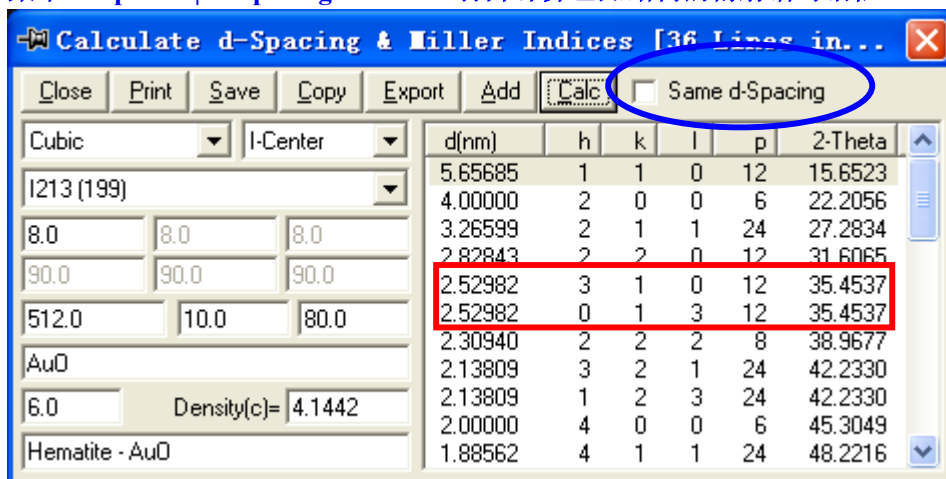 Calculate d-Spacing & Miller Indices [36 Lines in...
Close Print Save Copy Export Add Calc Same d-Spacing
Cubic I-Center
I213 (199)
8.0 8.0 8.0
90.0 90.0 90.0
512.0 10.0 80.0
AuO
6.0 Density(c)= 4.1442
Hematite - AuO
d(nm) h k l p 2-Theta
5.65685 1 1 0 12 15.6523
4.00000 2 0 0 6 22.2056
3.26599 2 1 1 24 27.2834
2.82843 2 2 0 12 31.6065
2.52982 3 1 0 12 35.4537
2.52982 0 1 3 12 35.4537
2.30940 2 2 2 8 38.9677
2.13809 3 2 1 24 42.2330
2.13809 1 2 3 24 42.2330
2.00000 4 0 0 6 45.3049
1.88562 4 1 1 24 48.2216